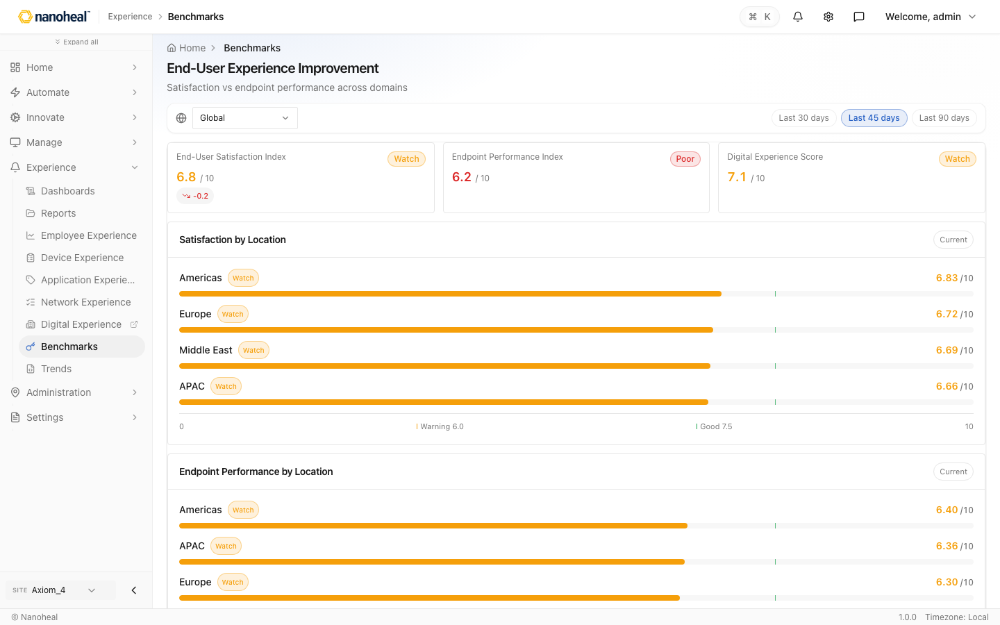 nanoheal™
Experience > Benchmarks
⌘ K
Welcome, admin
Expand all
Home
Automate
Innovate
Manage
Experience
Dashboards
Reports
Employee Experience
Device Experience
Application Experie...
Network Experience
Digital Experience
Benchmarks
Trends
Administration
Settings
SITE Axiom_4
Home > Benchmarks
End-User Experience Improvement
Satisfaction vs endpoint performance across domains
Global
Last 30 days
Last 45 days
Last 90 days
End-User Satisfaction Index
Watch
6.8 / 10
-0.2
Endpoint Performance Index
Poor
6.2 / 10
Digital Experience Score
Watch
7.1 / 10
Satisfaction by Location
Current
Americas Watch 6.83 /10
Europe Watch 6.72 /10
Middle East Watch 6.69 /10
APAC Watch 6.66 /10
0 Warning 6.0 Good 7.5 10
Endpoint Performance by Location
Current
Americas Watch 6.40 /10
APAC Watch 6.36 /10
Europe Watch 6.30 /10
© Nanoheal
1.0.0 Timezone: Local